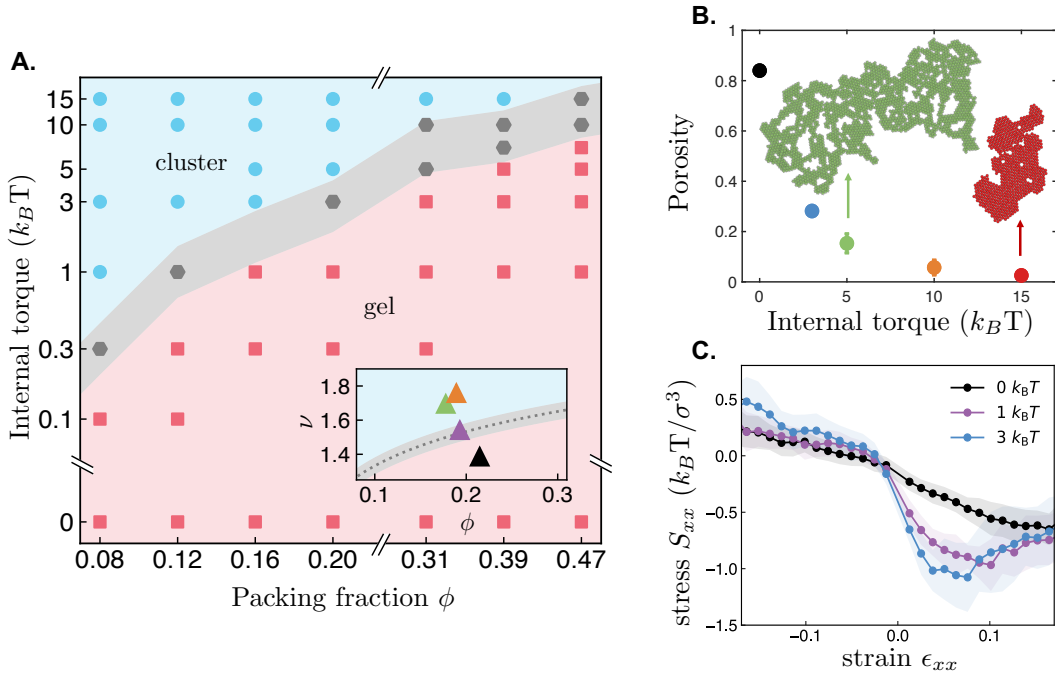 A.
Internal torque (k_BT)
15
10
5
3
1
0.3
0.1
0
cluster
gel
0.08 0.12 0.16 0.20 0.31 0.39 0.47
Packing fraction ϕ
ν
1.8
1.6
1.4
0.1 0.2 0.3
ϕ
B.
Porosity
1
0.8
0.6
0.4
0.2
0
0 5 10 15
Internal torque (k_BT)
C.
stress S_xx (k_BT/σ³)
0.5
0.0
−0.5
−1.0
−1.5
0 k_BT
1 k_BT
3 k_BT
−0.1 0.0 0.1
strain ϵ_xx